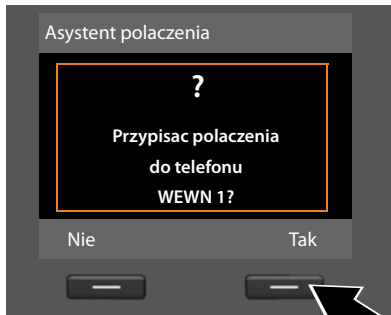 Asystent polaczenia
?
Przypisac polaczenia
do telefonu
WEWN 1?
Nie Tak